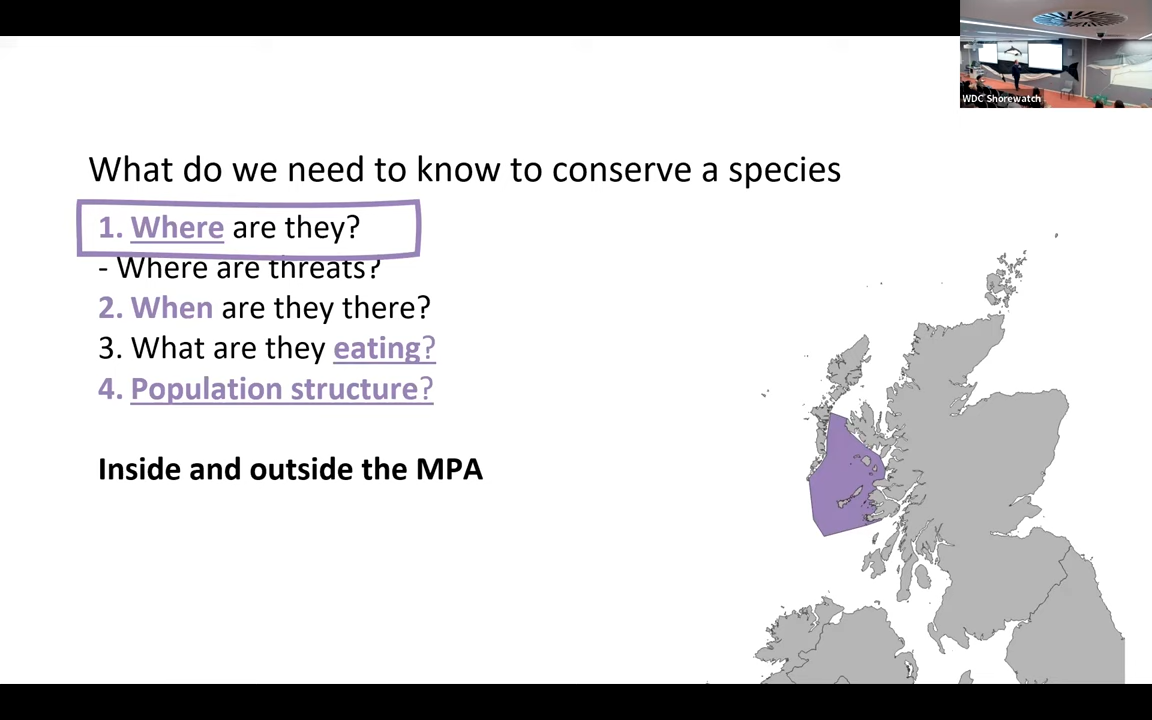 WDC Shorewatch
What do we need to know to conserve a species
1. Where are they?
- Where are threats?
2. When are they there?
3. What are they eating?
4. Population structure?
Inside and outside the MPA